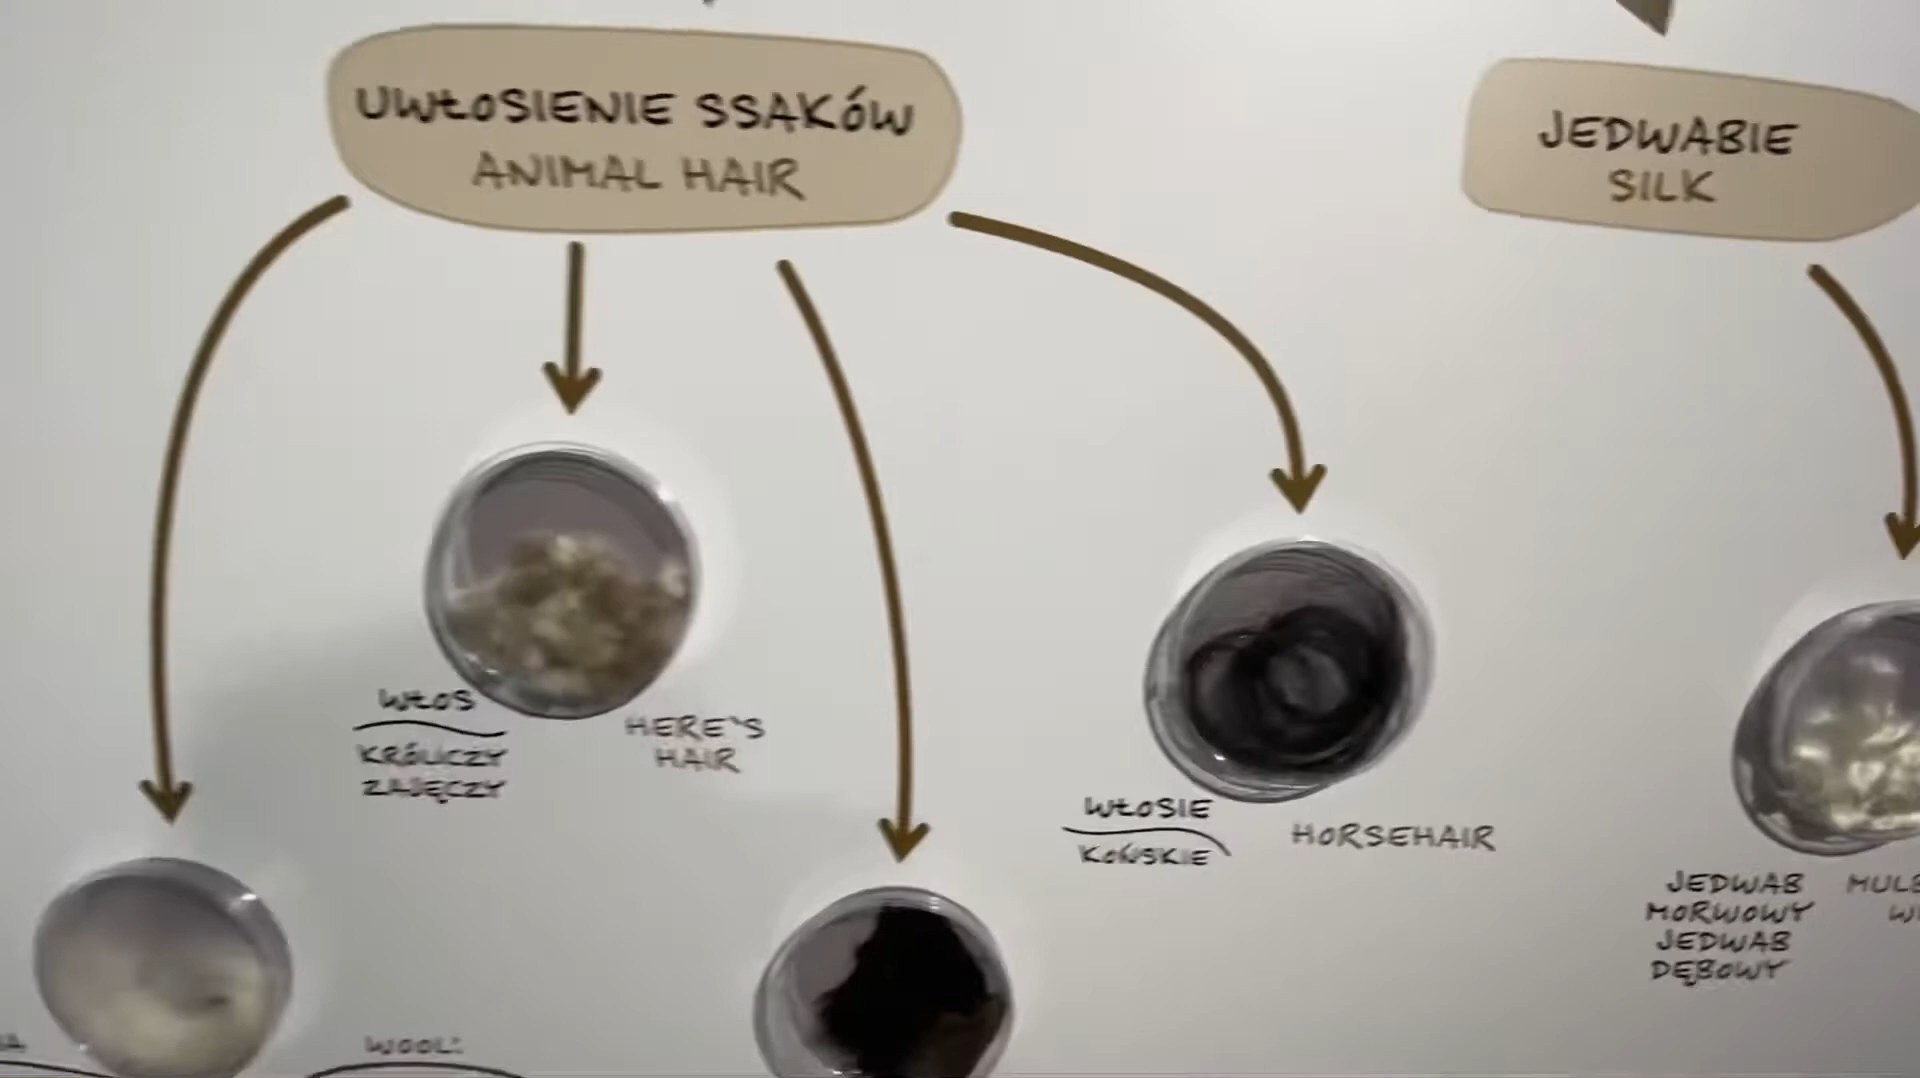 UWŁOSIENIE SSAKÓW
ANIMAL HAIR
JEDWABIE
SILK
WŁOS
KRÓLICZY
ZAJĘCZY
HERE'S
HAIR
WŁOSIE
KOŃSKIE
HORSEHAIR
JEDWAB
MORWOWY
JEDWAB
DĘBOWY
WOOL: